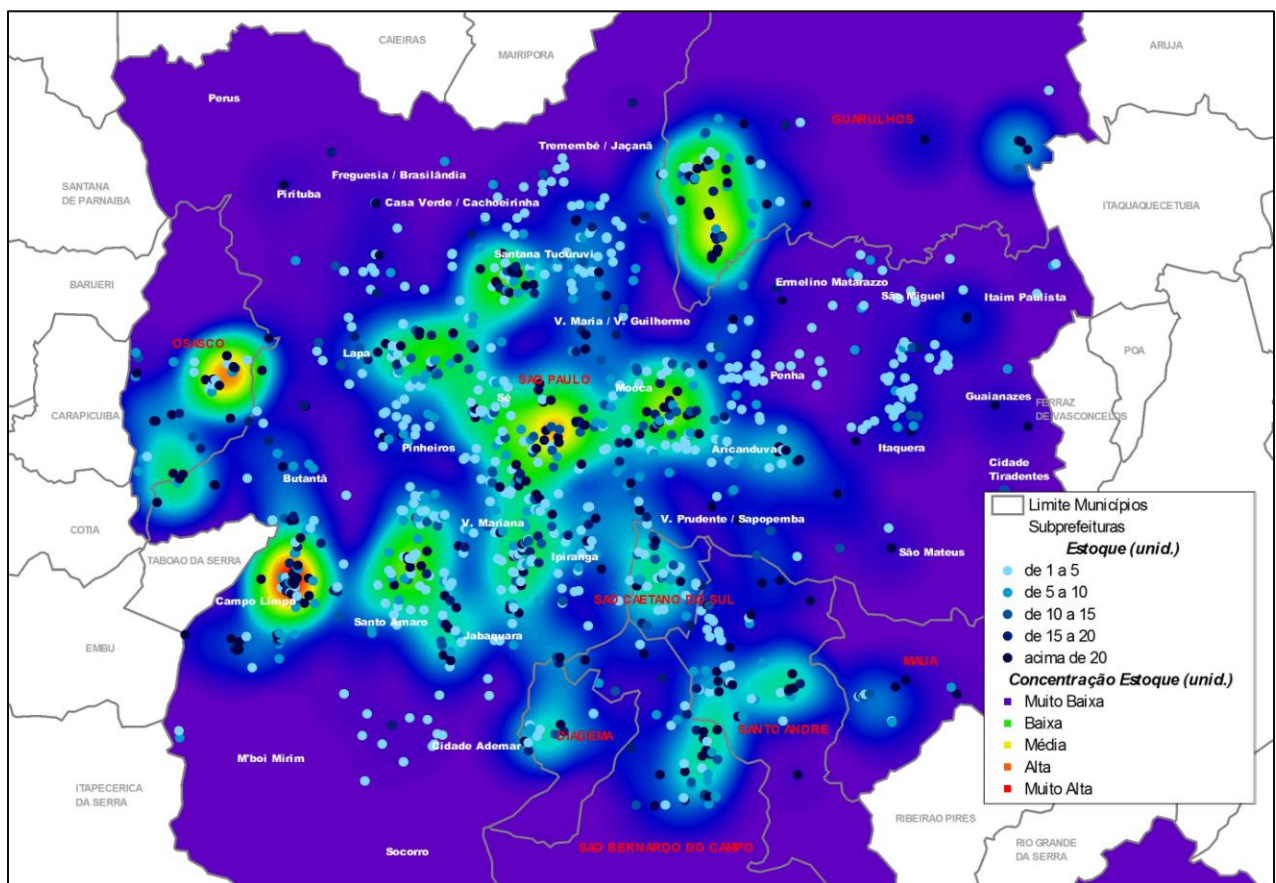 CAIEIRAS
MAIRIPORA
ARUJA
Perus
GUARULHOS
Tremembé / Jaçanã
Freguesia / Brasilândia
SANTANA
DE PARNAIBA
Pirituba
Casa Verde / Cachoeirinha
ITAQUAQUECETUBA
Santana Tucuruvi
BARUERI
Ermelino Matarazzo
São Miguel
Itaim Paulista
V. Maria / V. Guilherme
OSASCO
Lapa
POA
SAO PAULO
Mooca
Penha
Sé
Guaianazes
FERRAZ
DE VASCONCELOS
CARAPICUIBA
Pinheiros
Aricanduva
Itaquera
Butantã
Cidade
Tiradentes
COTIA
V. Mariana
V. Prudente / Sapopemba
TABOAO DA SERRA
Ipiranga
São Mateus
Campo Limpo
SAO CAETANO DO SUL
Santo Amaro
Jabaquara
EMBU
MAUA
SANTO ANDRE
DIADEMA
Cidade Ademar
M'boi Mirim
ITAPECERICA
DA SERRA
RIBEIRAO PIRES
Socorro
SAO BERNARDO DO CAMPO
RIO GRANDE
DA SERRA
Limite Municípios
Subprefeituras
Estoque (unid.)
de 1 a 5
de 5 a 10
de 10 a 15
de 15 a 20
acima de 20
Concentração Estoque (unid.)
Muito Baixa
Baixa
Média
Alta
Muito Alta